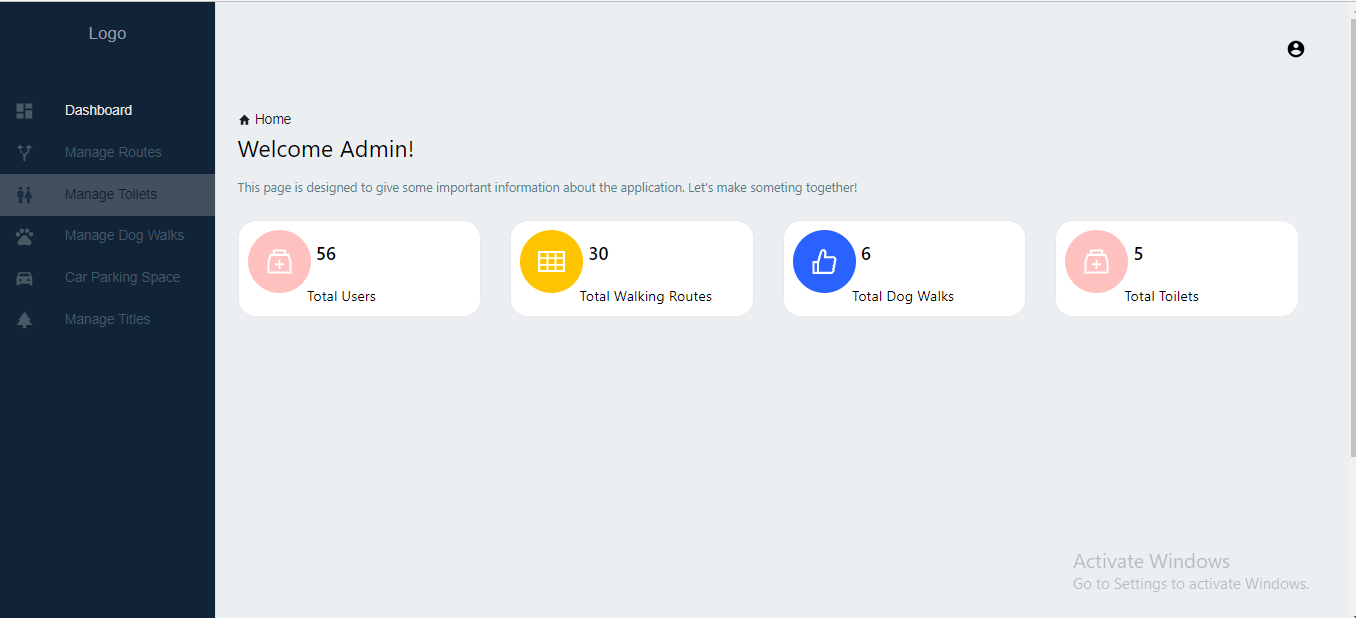 Logo
Dashboard
Manage Routes
Manage Toilets
Manage Dog Walks
Car Parking Space
Manage Titles
Home
Welcome Admin!
This page is designed to give some important information about the application. Let's make someting together!
56
Total Users
30
Total Walking Routes
6
Total Dog Walks
5
Total Toilets
Activate Windows
Go to Settings to activate Windows.